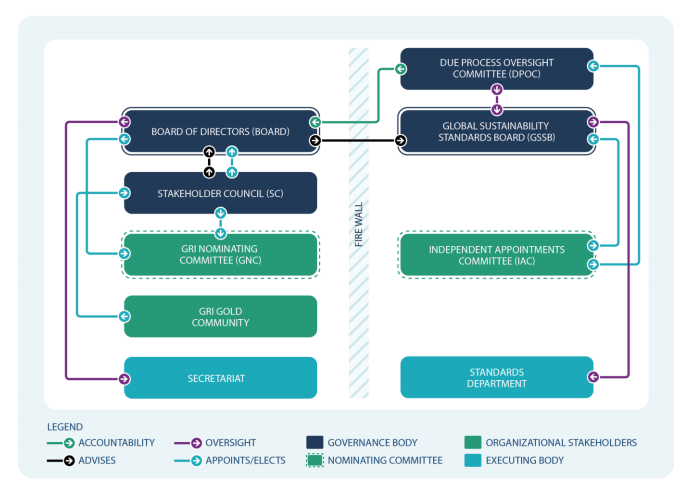 DUE PROCESS OVERSIGHT
COMMITTEE (DPOC)
BOARD OF DIRECTORS (BOARD)
GLOBAL SUSTAINABILITY
STANDARDS BOARD (GSSB)
STAKEHOLDER COUNCIL (SC)
FIRE WALL
GRI NOMINATING
COMMITTEE (GNC)
INDEPENDENT APPOINTMENTS
COMMITTEE (IAC)
GRI GOLD
COMMUNITY
SECRETARIAT
STANDARDS
DEPARTMENT
LEGEND
ACCOUNTABILITY
OVERSIGHT
GOVERNANCE BODY
ORGANIZATIONAL STAKEHOLDERS
ADVISES
APPOINTS/ELECTS
NOMINATING COMMITTEE
EXECUTING BODY